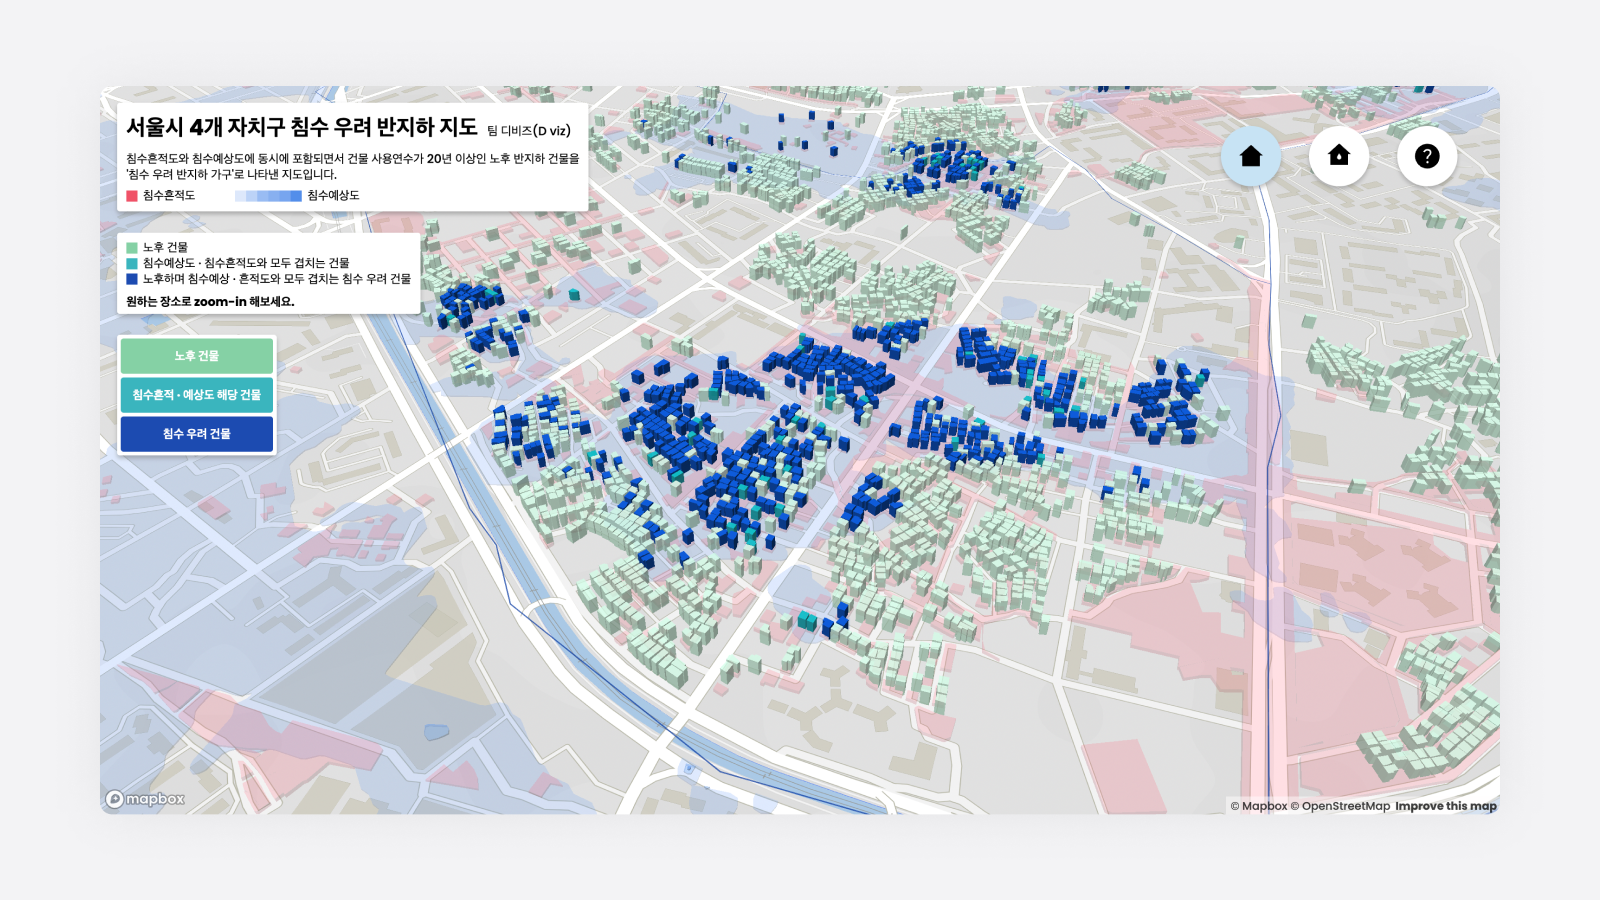 서울시 4개 자치구 침수 우려 반지하 지도 팀 디비즈(D viz)
침수흔적도와 침수예상도에 동시에 포함되면서 건물 사용연수가 20년 이상인 노후 반지하 건물을
'침수 우려 반지하 가구'로 나타낸 지도입니다.
침수흔적도 침수예상도
노후 건물
침수예상도 · 침수흔적도와 모두 겹치는 건물
노후하며 침수예상 · 흔적도와 모두 겹치는 침수 우려 건물
원하는 장소로 zoom-in 해보세요.
노후 건물
침수흔적 · 예상도 해당 건물
침수 우려 건물
?
mapbox
© Mapbox © OpenStreetMap Improve this map